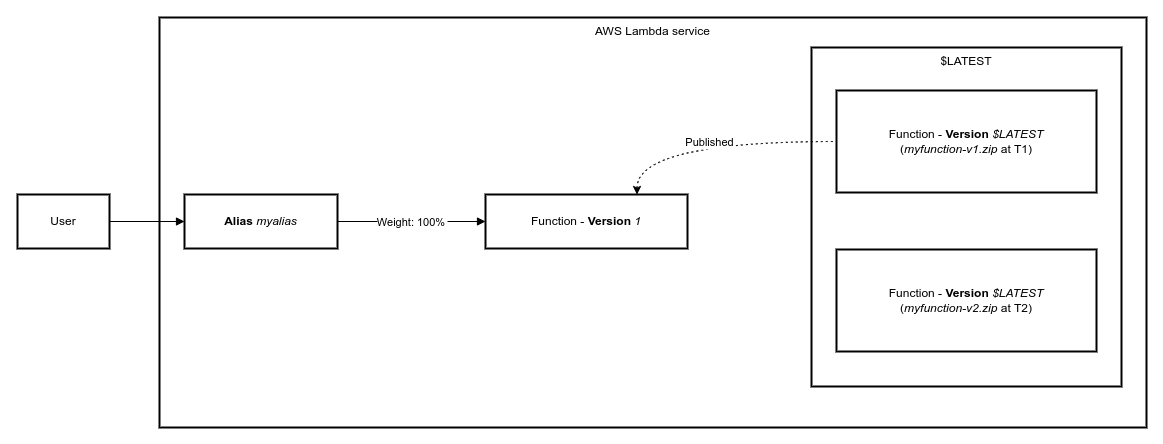 AWS Lambda service
$LATEST
Function - Version $LATEST
(myfunction-v1.zip at T1)
Published
User
Alias myalias
Weight: 100%
Function - Version 1
Function - Version $LATEST
(myfunction-v2.zip at T2)